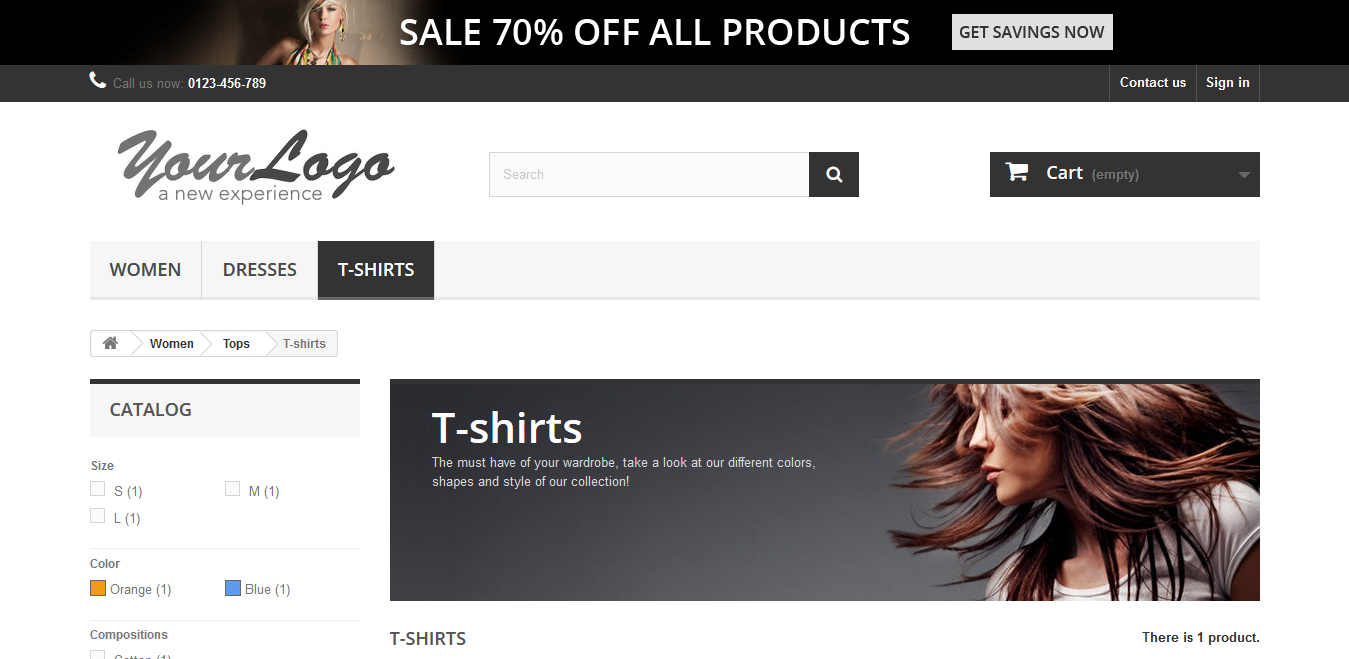 SALE 70% OFF ALL PRODUCTS GET SAVINGS NOW
Call us now: 0123-456-789 Contact us Sign in
YourLogo
a new experience
Search
Cart (empty)
WOMEN DRESSES T-SHIRTS
Women Tops T-shirts
CATALOG
Size
S (1) M (1)
L (1)
Color
Orange (1) Blue (1)
Compositions
Cotton (1)
T-shirts
The must have of your wardrobe, take a look at our different colors,
shapes and style of our collection!
T-SHIRTS There is 1 product.